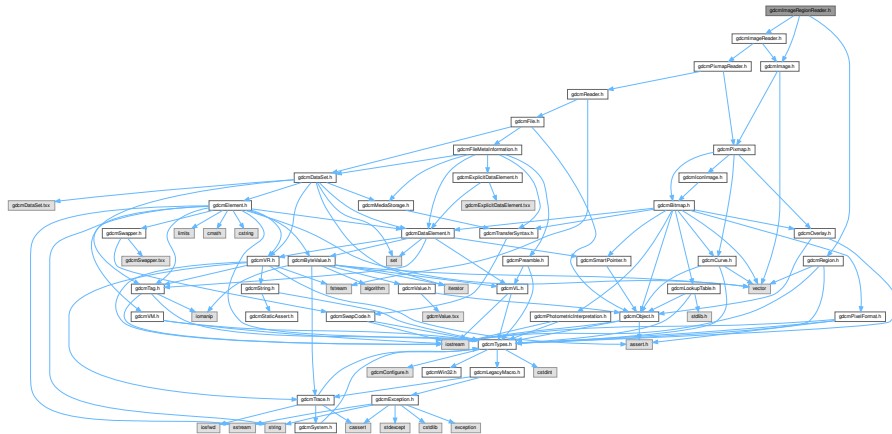 gdcmImageRegionReader.h
gdcmImageReader.h
gdcmPixmapReader.h
gdcmImage.h
gdcmReader.h
gdcmFile.h
gdcmFileMetaInformation.h
gdcmPixmap.h
gdcmDataSet.h
gdcmExplicitDataElement.h
gdcmIconImage.h
gdcmDataSet.txx
gdcmElement.h
gdcmMediaStorage.h
gdcmExplicitDataElement.txx
gdcmBitmap.h
gdcmSwapper.h
limits
cmath
cstring
gdcmDataElement.h
gdcmTransferSyntax.h
gdcmOverlay.h
gdcmSwapper.txx
gdcmVR.h
gdcmByteValue.h
set
gdcmPreamble.h
gdcmSmartPointer.h
gdcmCurve.h
gdcmRegion.h
gdcmTag.h
gdcmString.h
fstream
algorithm
gdcmValue.h
iterator
gdcmVL.h
gdcmLookupTable.h
vector
gdcmVM.h
iomanip
gdcmStaticAssert.h
gdcmSwapCode.h
gdcmValue.txx
gdcmPhotometricInterpretation.h
gdcmObject.h
stdlib.h
gdcmPixelFormat.h
iostream
gdcmTypes.h
assert.h
gdcmConfigure.h
gdcmWin32.h
gdcmLegacyMacro.h
cstdint
gdcmTrace.h
gdcmException.h
iosfwd
sstream
string
gdcmSystem.h
cassert
stdexcept
cstdlib
exception